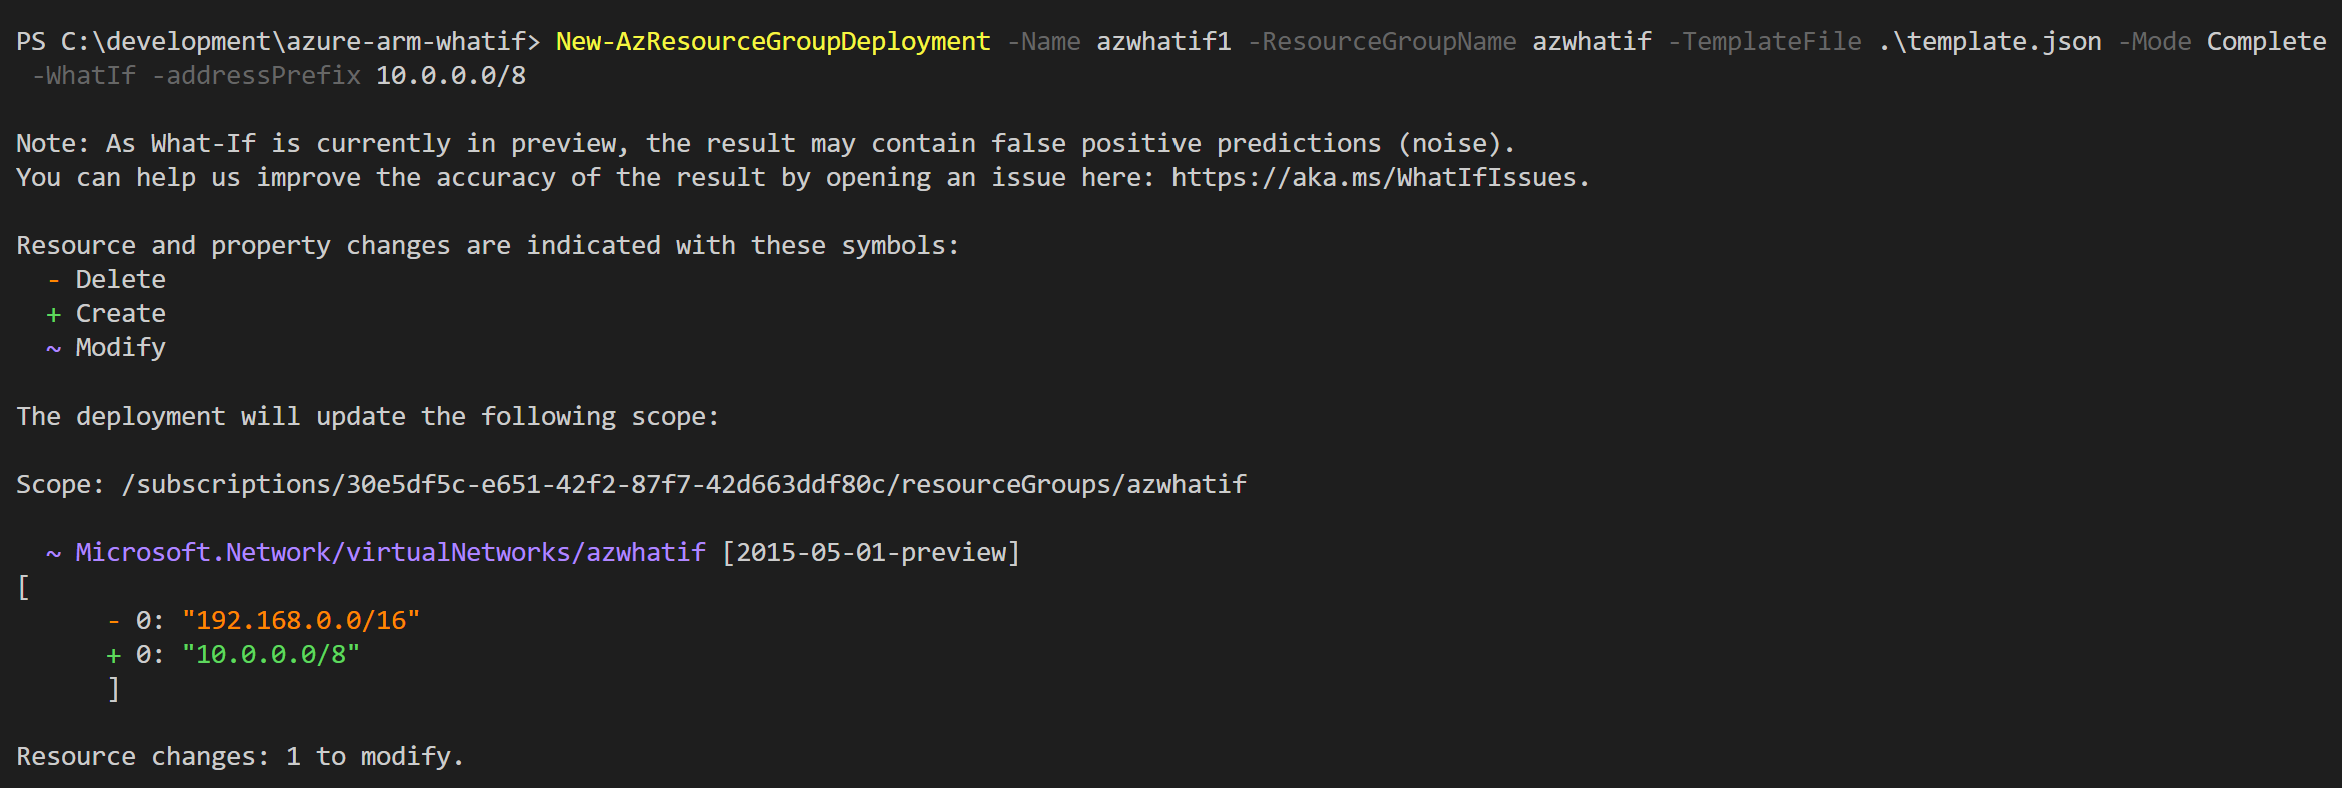 PS C:\development\azure-arm-whatif> New-AzResourceGroupDeployment -Name azwhatif1 -ResourceGroupName azwhatif -TemplateFile .\template.json -Mode Complete
-WhatIf -addressPrefix 10.0.0.0/8
Note: As What-If is currently in preview, the result may contain false positive predictions (noise).
You can help us improve the accuracy of the result by opening an issue here: https://aka.ms/WhatIfIssues.
Resource and property changes are indicated with these symbols:
- Delete
+ Create
~ Modify
The deployment will update the following scope:
Scope: /subscriptions/30e5df5c-e651-42f2-87f7-42d663ddf80c/resourceGroups/azwhatif
~ Microsoft.Network/virtualNetworks/azwhatif [2015-05-01-preview]
[
- 0: "192.168.0.0/16"
+ 0: "10.0.0.0/8"
]
Resource changes: 1 to modify.